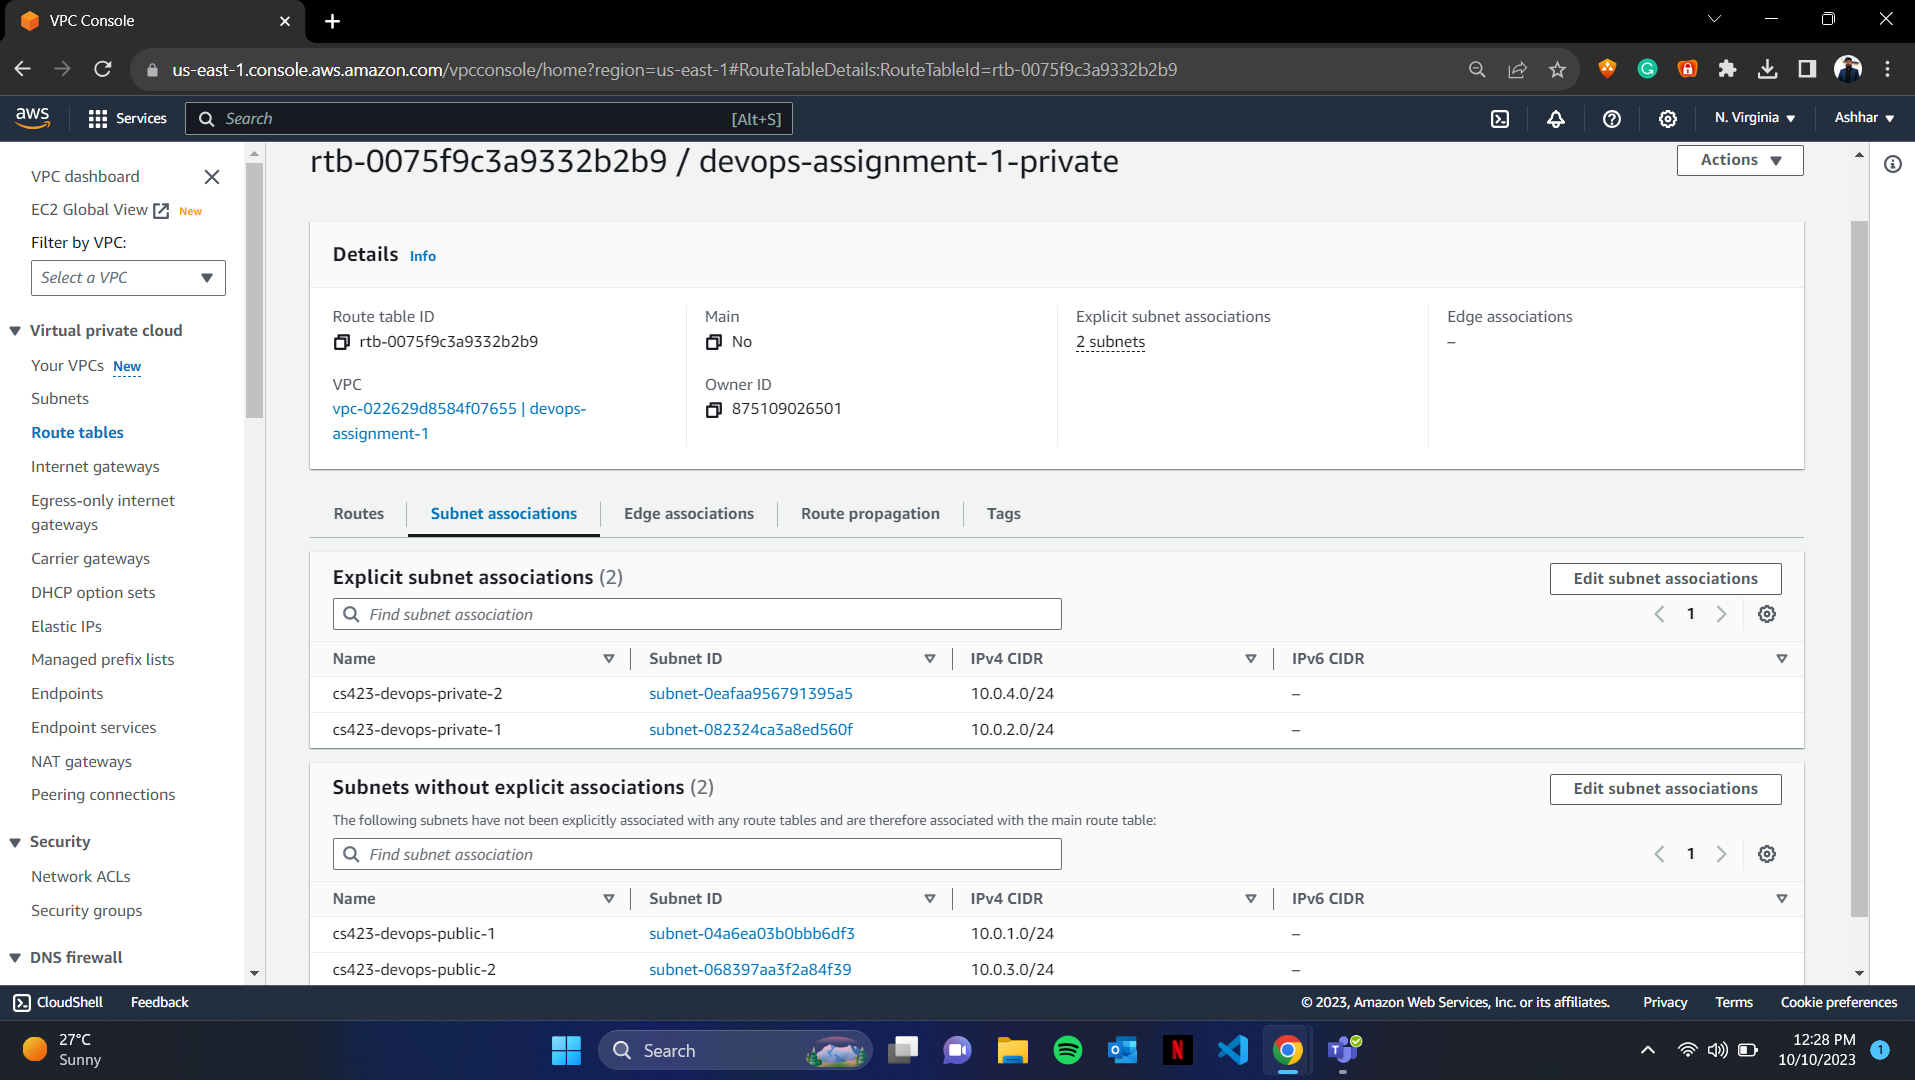 VPC Console
us-east-1.console.aws.amazon.com/vpcconsole/home?region=us-east-1#RouteTableDetails:RouteTableId=rtb-0075f9c3a9332b2b9
aws
Services
Search
[Alt+S]
N. Virginia
Ashhar
VPC dashboard
EC2 Global View
New
Filter by VPC:
Select a VPC
Virtual private cloud
Your VPCs New
Subnets
Route tables
Internet gateways
Egress-only internet
gateways
Carrier gateways
DHCP option sets
Elastic IPs
Managed prefix lists
Endpoints
Endpoint services
NAT gateways
Peering connections
Security
Network ACLs
Security groups
DNS firewall
rtb-0075f9c3a9332b2b9 / devops-assignment-1-private
Actions
Details Info
Route table ID
rtb-0075f9c3a9332b2b9
Main
No
Explicit subnet associations
2 subnets
Edge associations
–
VPC
vpc-022629d8584f07655 | devops-
assignment-1
Owner ID
875109026501
Routes
Subnet associations
Edge associations
Route propagation
Tags
Explicit subnet associations (2)
Edit subnet associations
Find subnet association
1
Name Subnet ID IPv4 CIDR IPv6 CIDR
cs423-devops-private-2 subnet-0eafaa956791395a5 10.0.4.0/24 –
cs423-devops-private-1 subnet-082324ca3a8ed560f 10.0.2.0/24 –
Subnets without explicit associations (2)
Edit subnet associations
The following subnets have not been explicitly associated with any route tables and are therefore associated with the main route table:
Find subnet association
1
Name Subnet ID IPv4 CIDR IPv6 CIDR
cs423-devops-public-1 subnet-04a6ea03b0bbb6df3 10.0.1.0/24 –
cs423-devops-public-2 subnet-068397aa3f2a84f39 10.0.3.0/24 –
CloudShell
Feedback
© 2023, Amazon Web Services, Inc. or its affiliates.
Privacy
Terms
Cookie preferences
27°C
Sunny
Search
12:28 PM
10/10/2023
1